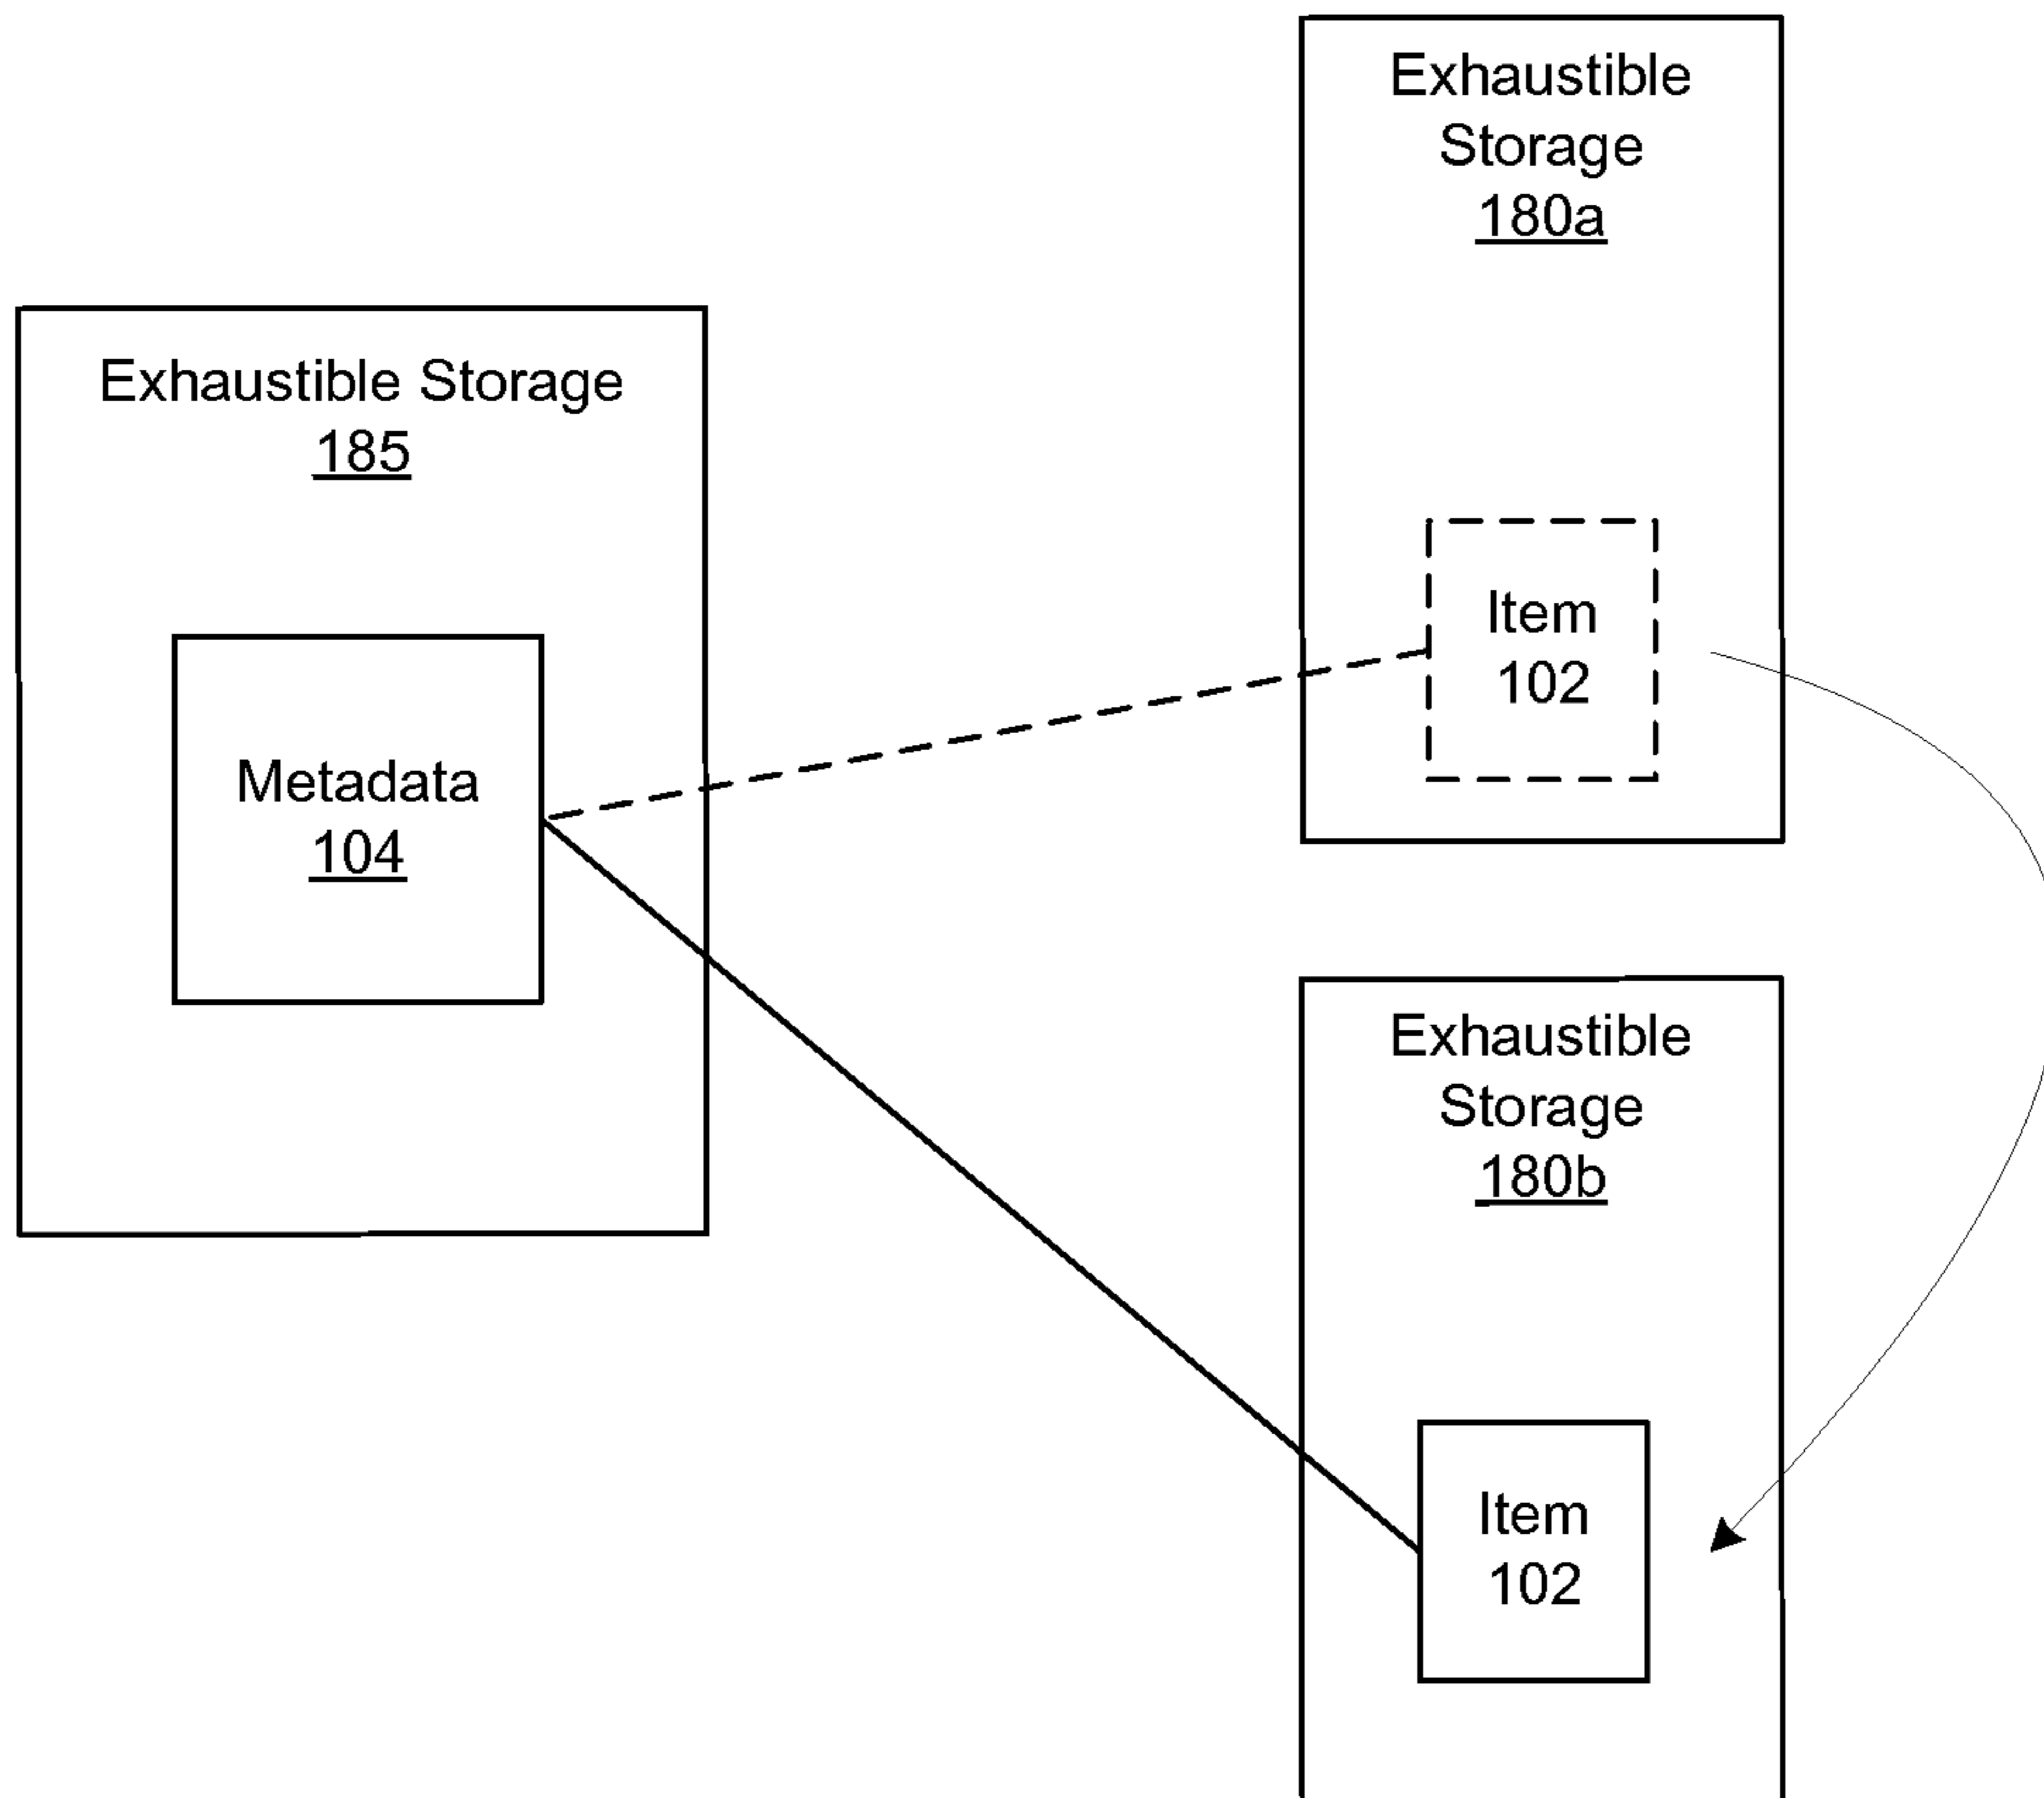 Exhaustible
Storage
180a
Exhaustible Storage
185
Item
102
Metadata
104
Exhaustible
Storage
180b
Item
102